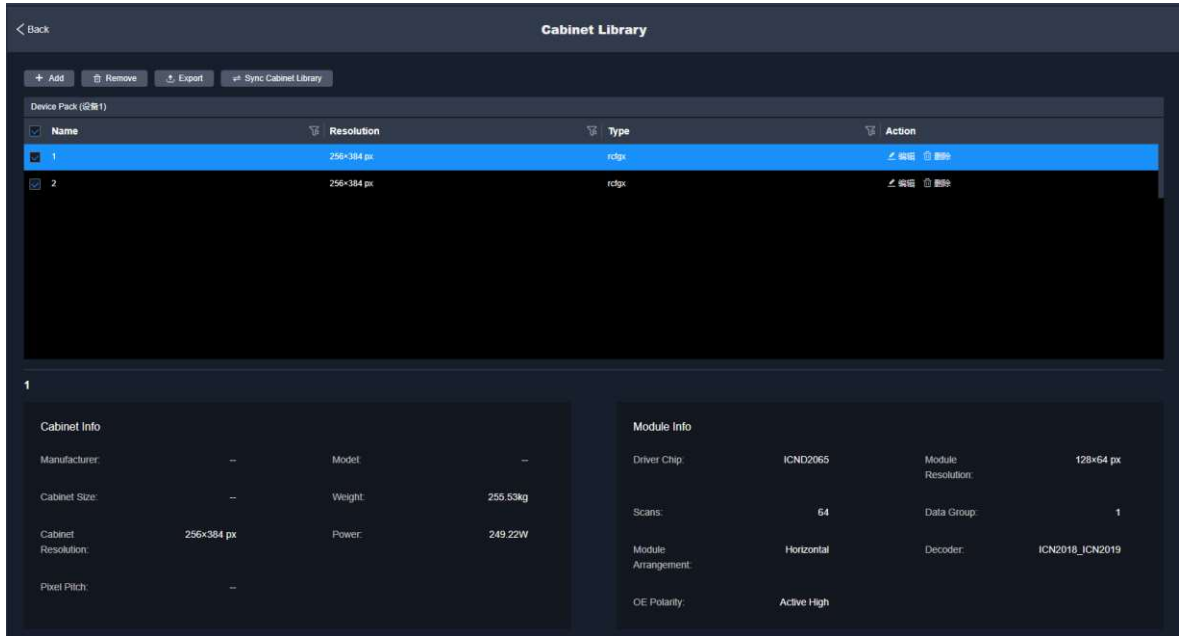 Back
Cabinet Library
Add Remove Export Sync Cabinet Library
Device Pack (设备1)
Name Resolution Type Action
1 256×384 px rcfgx 编辑 删除
2 256×384 px rcfgx 编辑 删除
1
Cabinet Info
Manufacturer: -- Model: --
Cabinet Size: -- Weight: 255.53kg
Cabinet Resolution: 256×384 px Power: 249.22W
Pixel Pitch: --
Module Info
Driver Chip: ICND2065 Module Resolution: 128×64 px
Scans: 64 Data Group: 1
Module Arrangement: Horizontal Decoder: ICN2018_ICN2019
OE Polarity: Active High